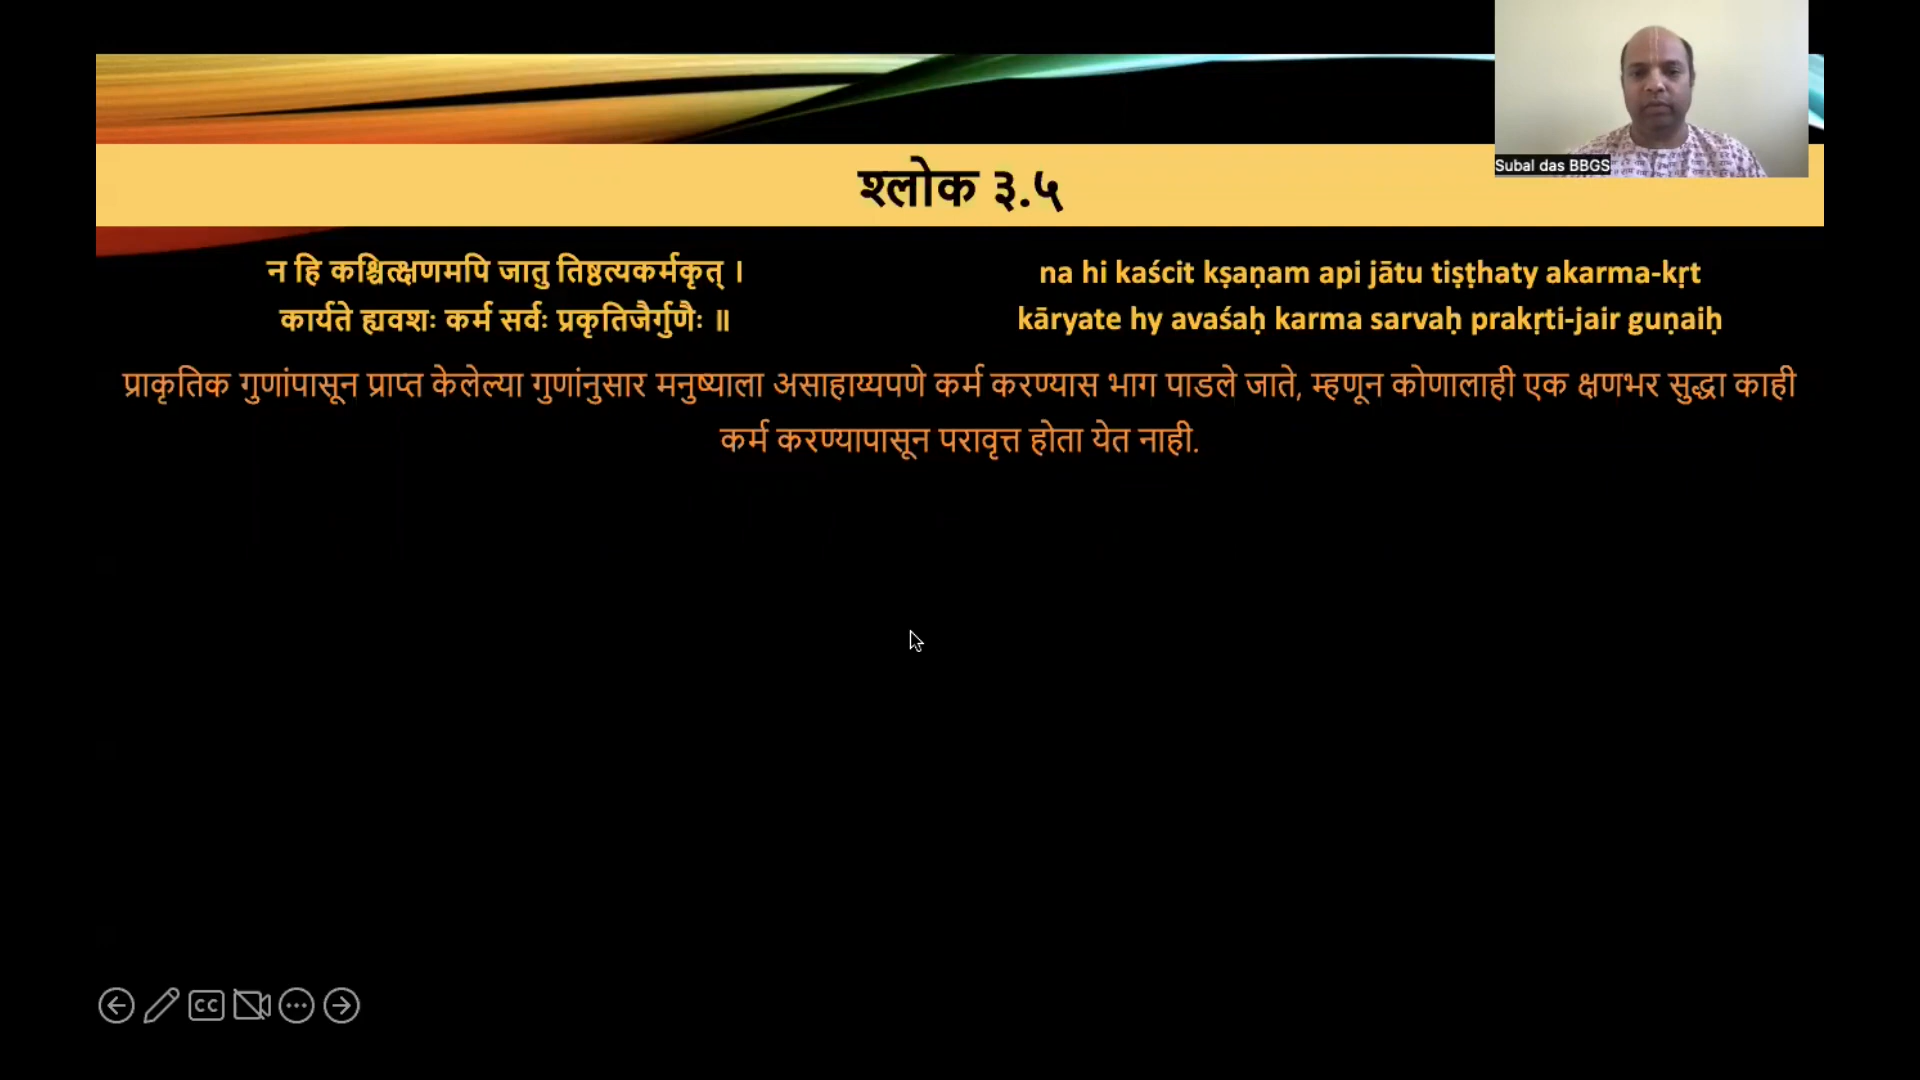 Subal das BBGS
श्लोक ३.५
न हि कश्चित्क्षणमपि जातु तिष्ठत्यकर्मकृत् ।
कार्यते ह्यवशः कर्म सर्वः प्रकृतिजैर्गुणैः ॥
na hi kaścit kṣaṇam api jātu tiṣṭhaty akarma-kṛt
kāryate hy avaśaḥ karma sarvaḥ prakṛti-jair guṇaiḥ
प्राकृतिक गुणांपासून प्राप्त केलेल्या गुणांनुसार मनुष्याला असाहाय्यपणे कर्म करण्यास भाग पाडले जाते, म्हणून कोणालाही एक क्षणभर सुद्धा काही
कर्म करण्यापासून परावृत्त होता येत नाही.
CC